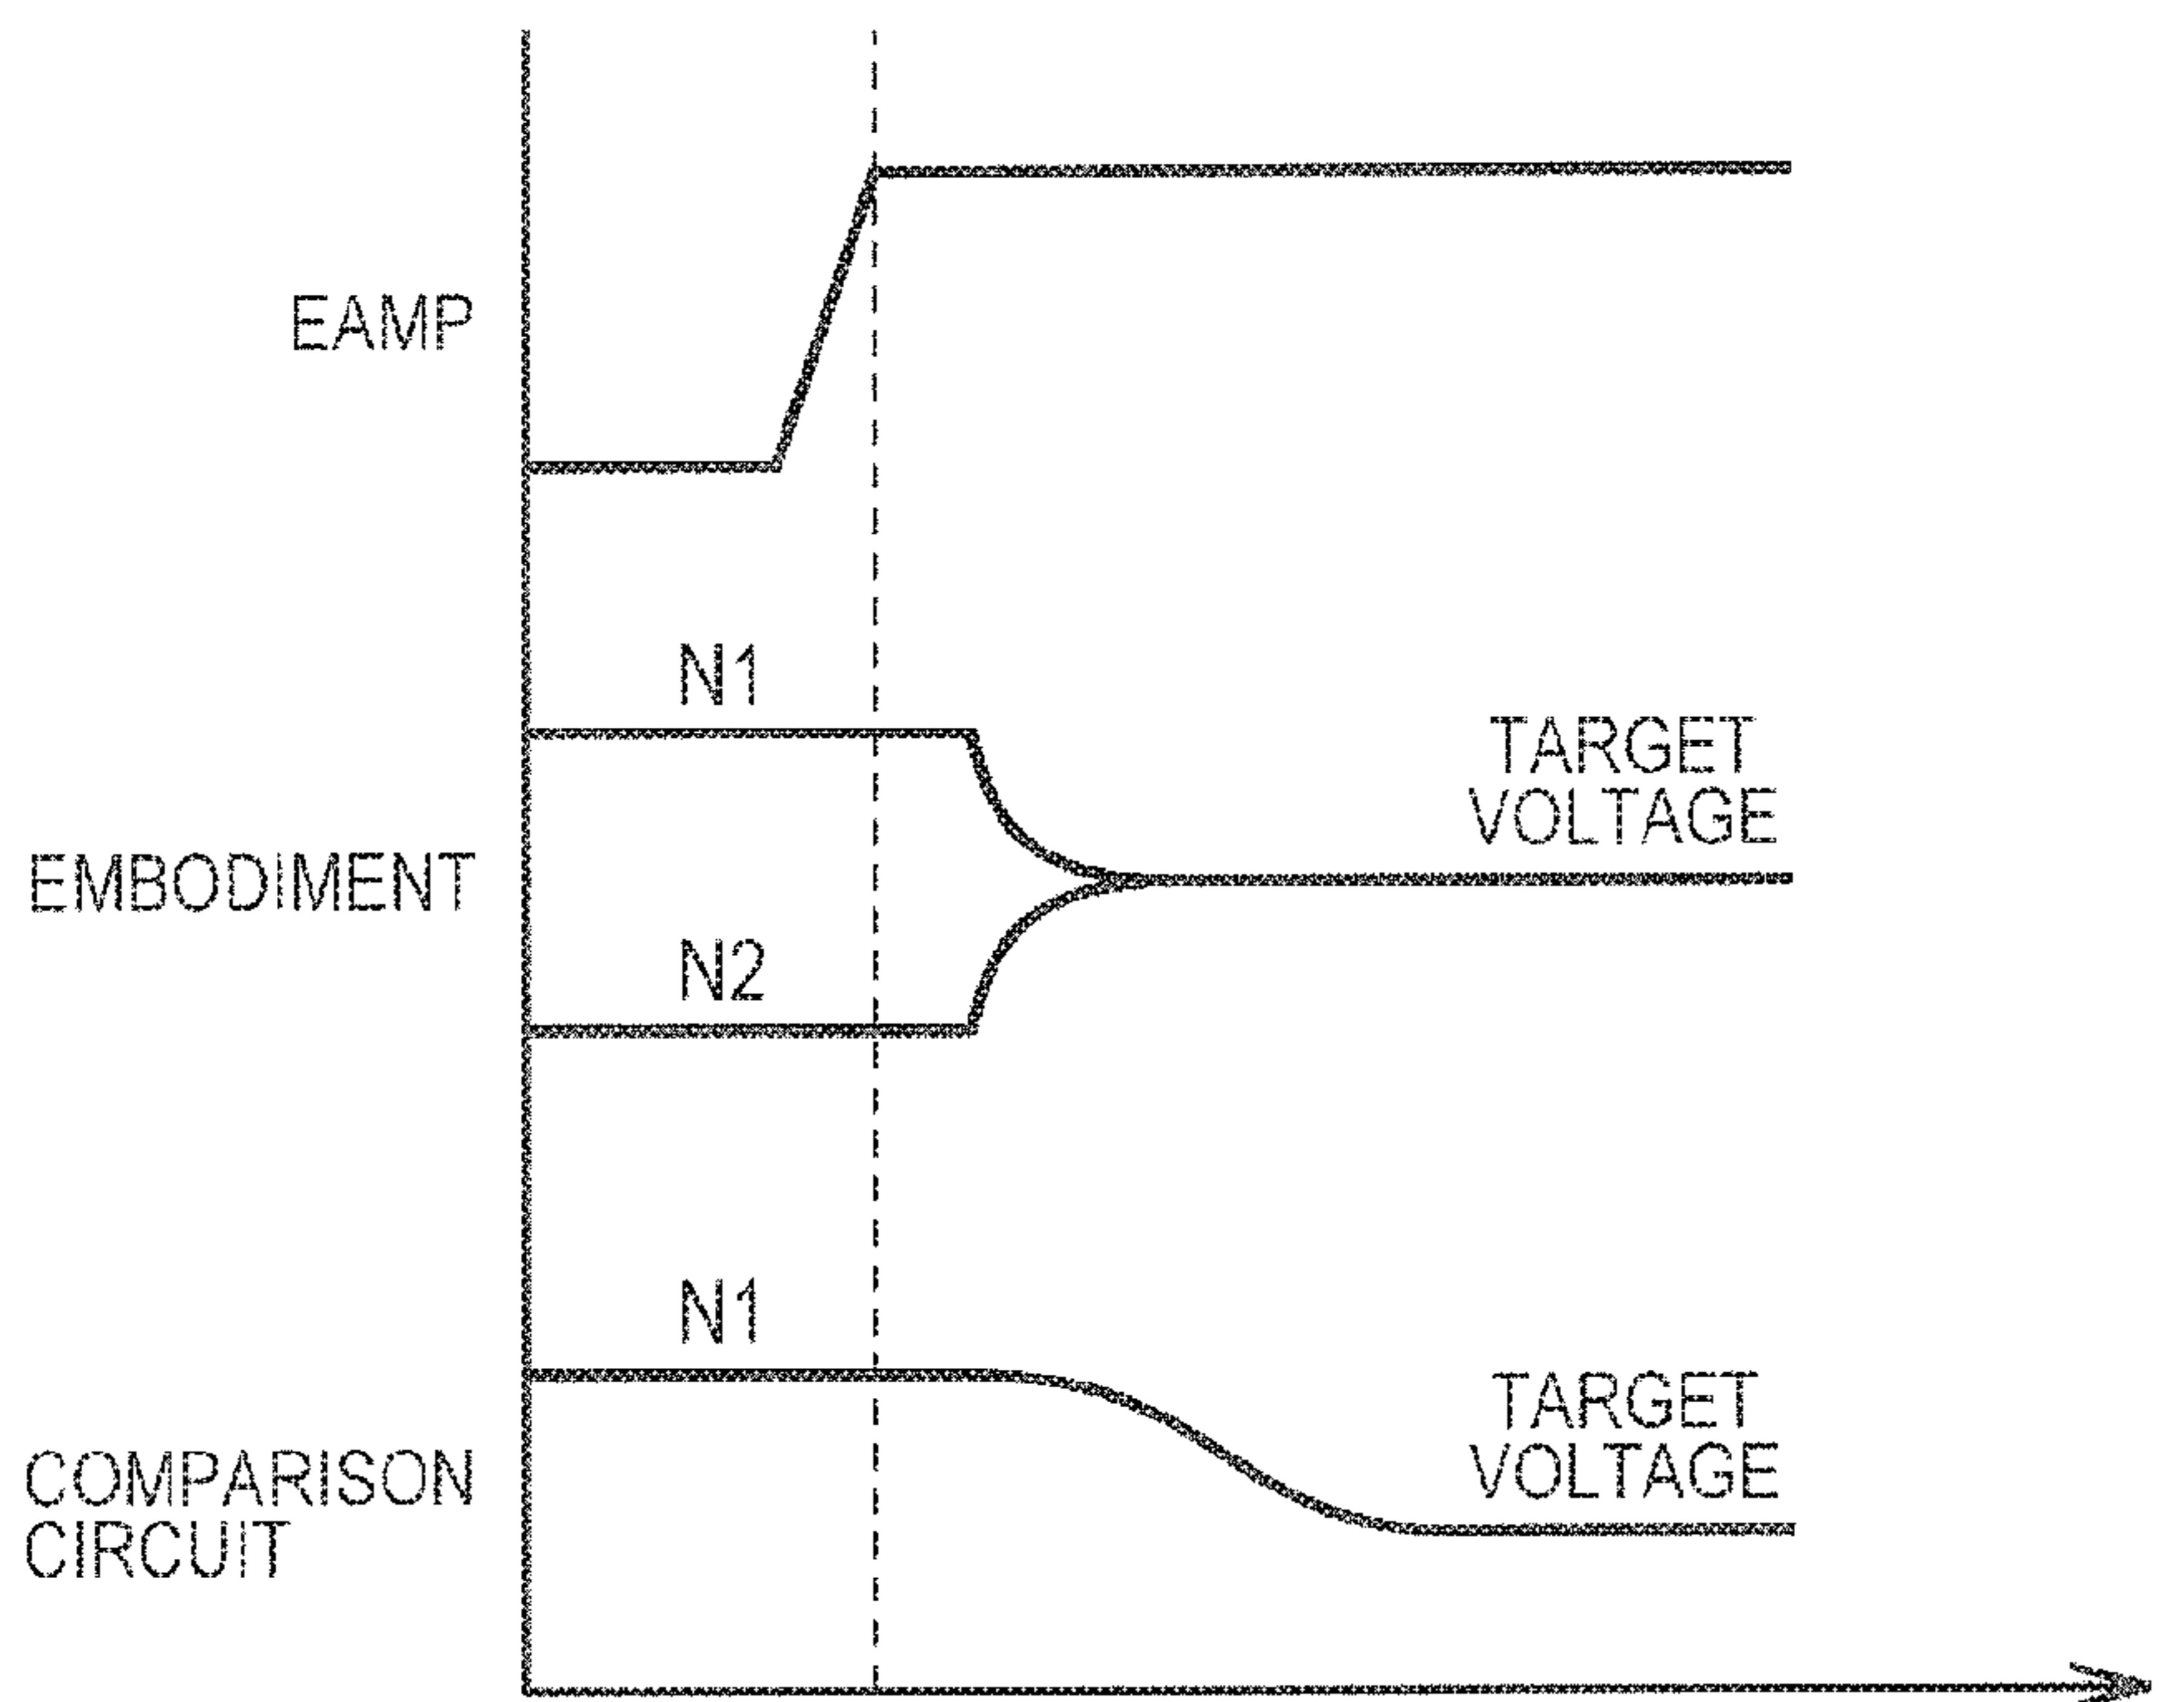 EAMP
N1
TARGET
VOLTAGE
EMBODIMENT
N2
N1
TARGET
VOLTAGE
COMPARISON
CIRCUIT